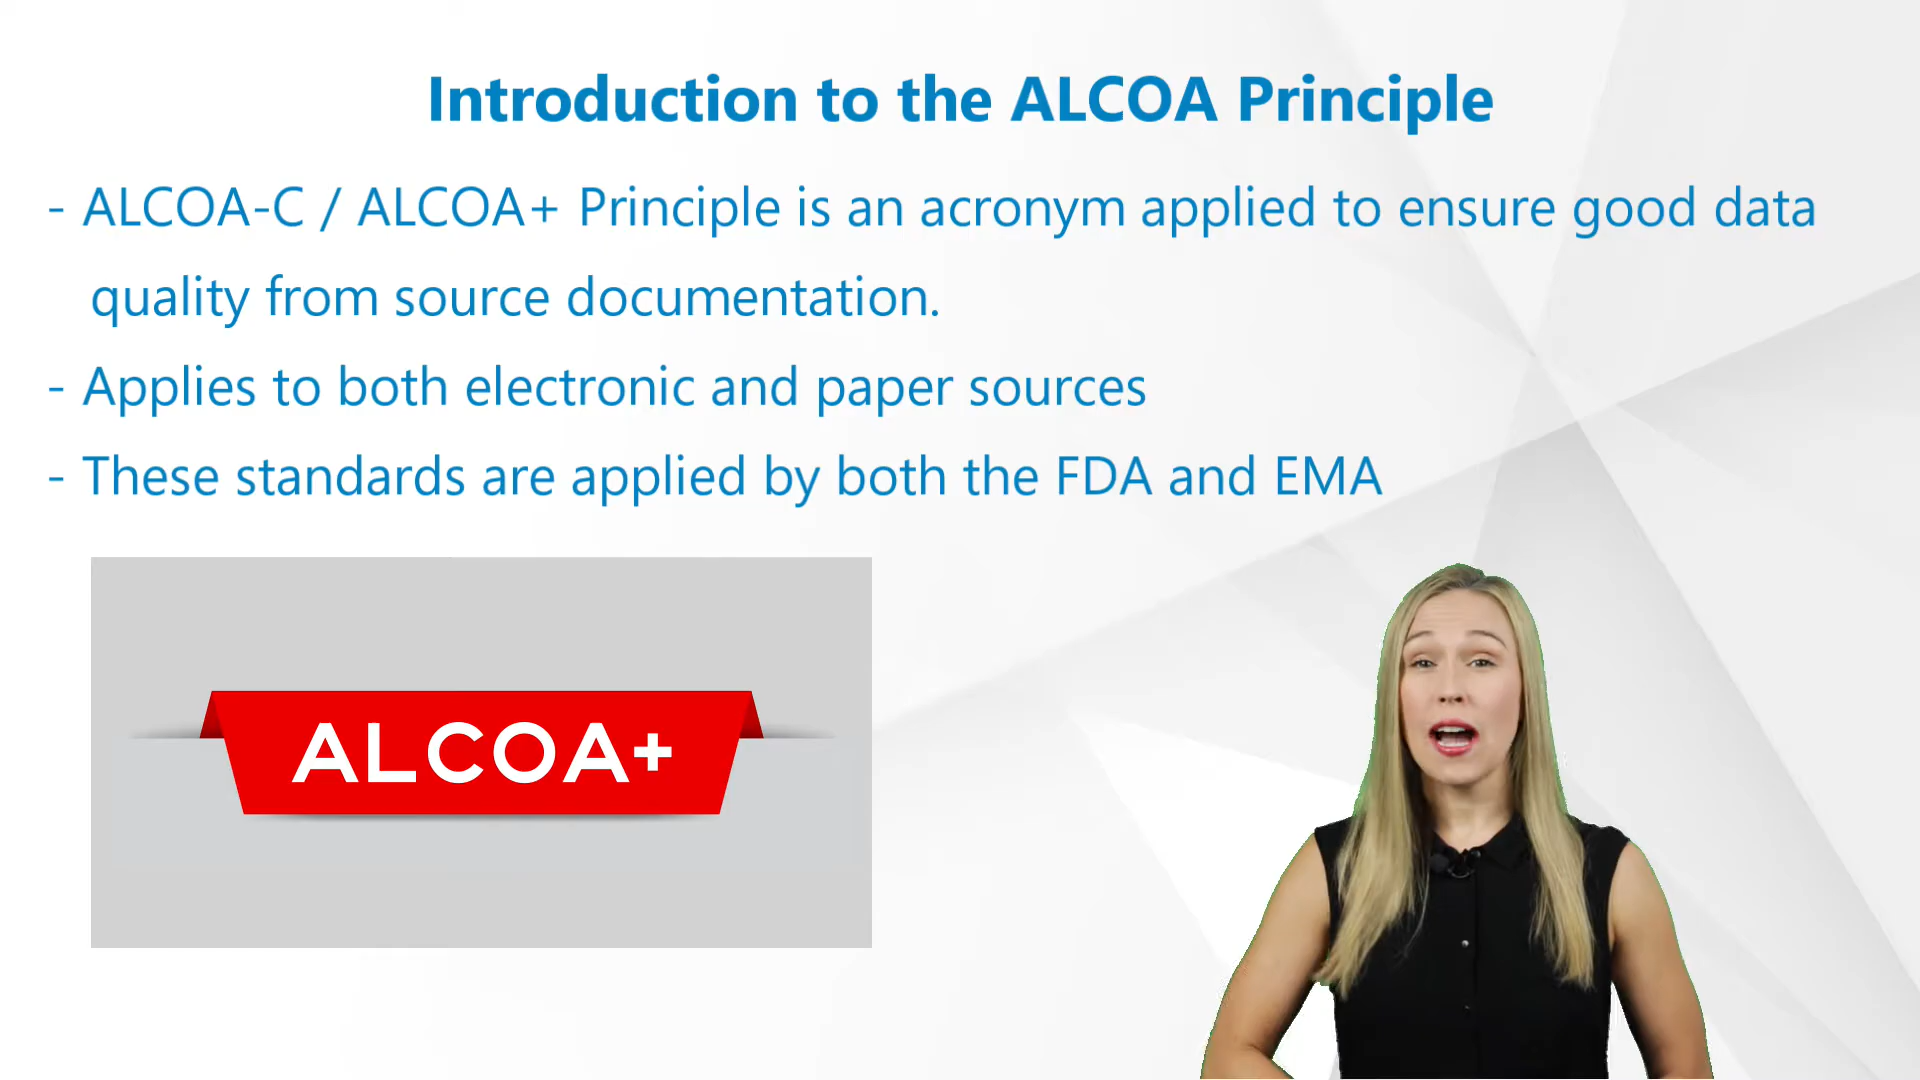 Introduction to the ALCOA Principle
- ALCOA-C / ALCOA+ Principle is an acronym applied to ensure good data
quality from source documentation.
- Applies to both electronic and paper sources
- These standards are applied by both the FDA and EMA
ALCOA+